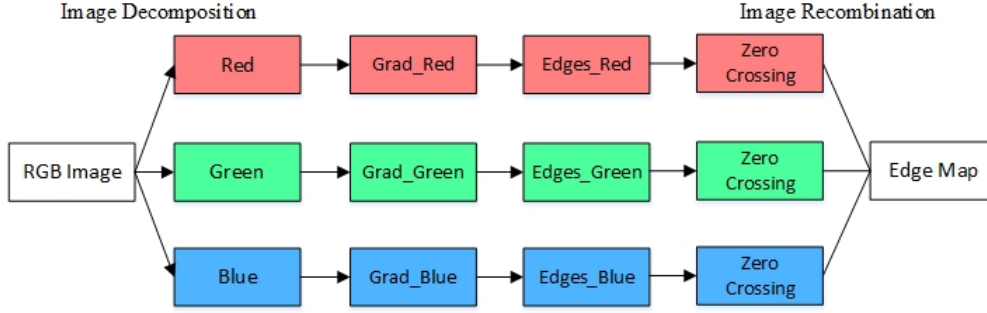 Image Decomposition
Image Recombination
Red
Grad_Red
Edges_Red
Zero
Crossing
RGB Image
Green
Grad_Green
Edges_Green
Zero
Crossing
Edge Map
Blue
Grad_Blue
Edges_Blue
Zero
Crossing